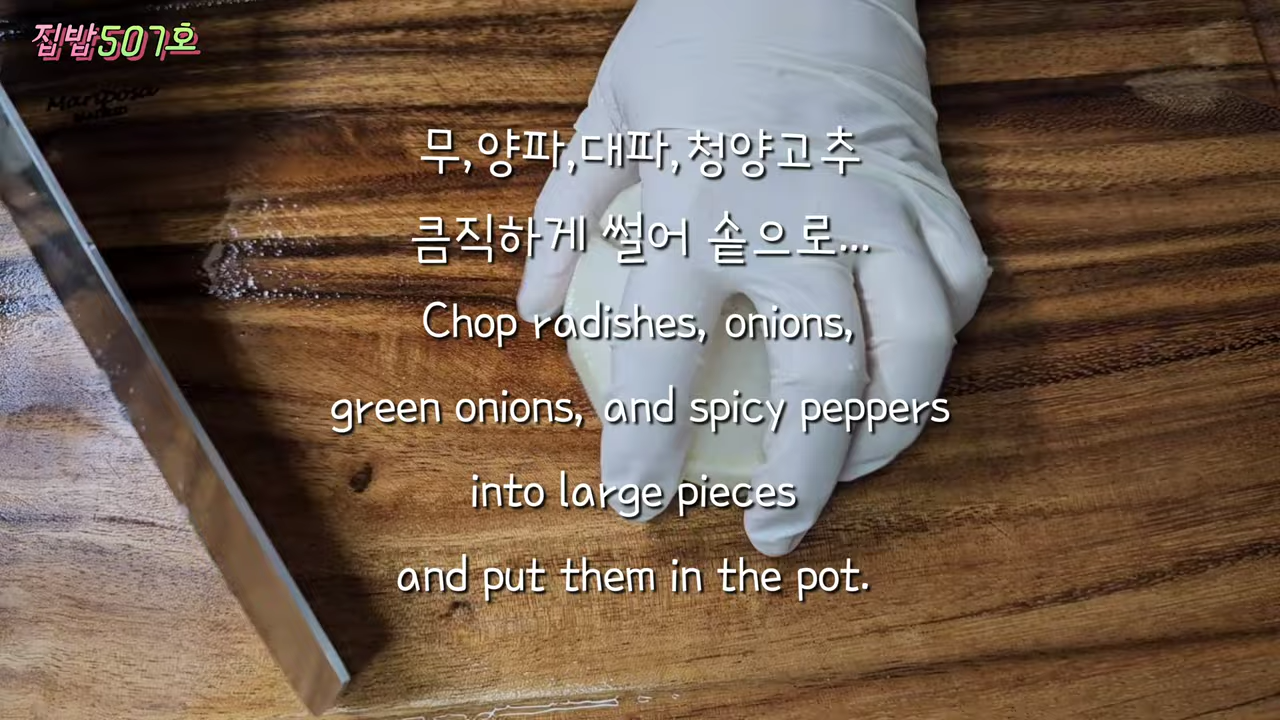 집밥507호
Mariposa
무,양파,대파,청양고추
큼직하게 썰어 솥으로...
Chop radishes, onions,
green onions, and spicy peppers
into large pieces
and put them in the pot.